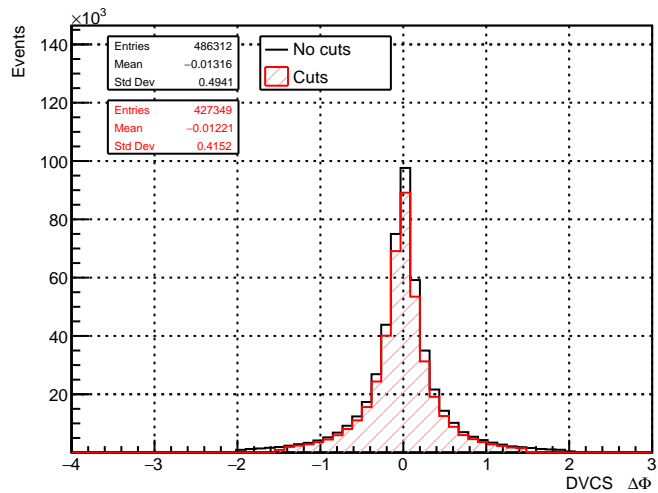 ×10³
Events
140
120
100
80
60
40
20
Entries 486312
Mean −0.01316
Std Dev 0.4941
Entries 427349
Mean −0.01221
Std Dev 0.4152
No cuts
Cuts
−4 −3 −2 −1 0 1 2 3
DVCS ΔΦ